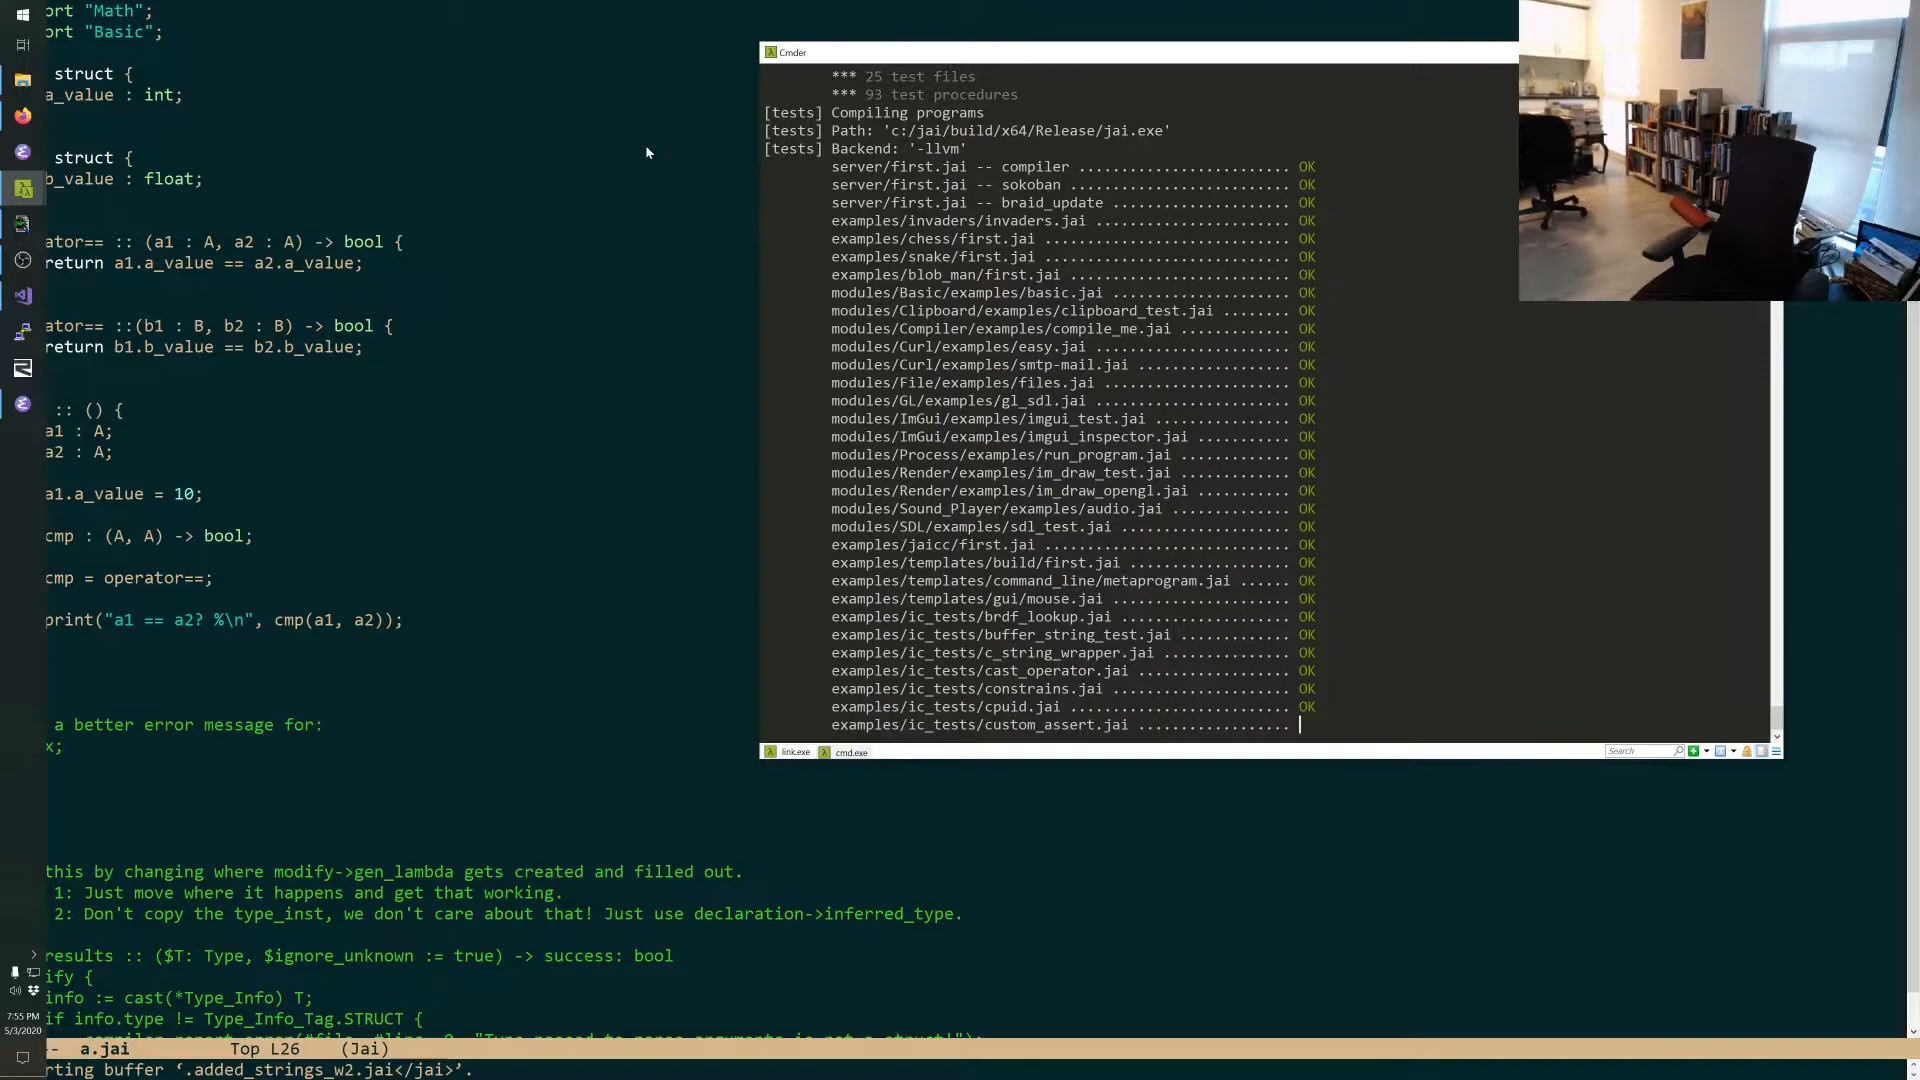 ort "Math";
ort "Basic";
struct {
a_value : int;
struct {
b_value : float;
ator== :: (a1 : A, a2 : A) -> bool {
return a1.a_value == a2.a_value;
ator== ::(b1 : B, b2 : B) -> bool {
return b1.b_value == b2.b_value;
:: () {
a1 : A;
a2 : A;
a1.a_value = 10;
cmp : (A, A) -> bool;
cmp = operator==;
print("a1 == a2? %\n", cmp(a1, a2));
a better error message for:
x;
this by changing where modify->gen_lambda gets created and filled out.
1: Just move where it happens and get that working.
2: Don't copy the type_inst, we don't care about that! Just use declaration->inferred_type.
results :: ($T: Type, $ignore_unknown := true) -> success: bool
ify {
info := cast(*Type_Info) T;
if info.type != Type_Info_Tag.STRUCT {
-- a.jai Top L26 (Jai)
rting buffer ‘.added_strings_w2.jai</jai>’.
7:55 PM
5/3/2020
Cmder
*** 25 test files
*** 93 test procedures
[tests] Compiling programs
[tests] Path: 'c:/jai/build/x64/Release/jai.exe'
[tests] Backend: '-llvm'
server/first.jai -- compiler ......................... OK
server/first.jai -- sokoban .......................... OK
server/first.jai -- braid_update ..................... OK
examples/invaders/invaders.jai ....................... OK
examples/chess/first.jai ............................. OK
examples/snake/first.jai ............................. OK
examples/blob_man/first.jai .......................... OK
modules/Basic/examples/basic.jai ..................... OK
modules/Clipboard/examples/clipboard_test.jai ........ OK
modules/Compiler/examples/compile_me.jai ............. OK
modules/Curl/examples/easy.jai ....................... OK
modules/Curl/examples/smtp-mail.jai .................. OK
modules/File/examples/files.jai ...................... OK
modules/GL/examples/gl_sdl.jai ....................... OK
modules/ImGui/examples/imgui_test.jai ................ OK
modules/ImGui/examples/imgui_inspector.jai ........... OK
modules/Process/examples/run_program.jai ............. OK
modules/Render/examples/im_draw_test.jai ............. OK
modules/Render/examples/im_draw_opengl.jai ........... OK
modules/Sound_Player/examples/audio.jai .............. OK
modules/SDL/examples/sdl_test.jai .................... OK
examples/jaicc/first.jai ............................. OK
examples/templates/build/first.jai ................... OK
examples/templates/command_line/metaprogram.jai ...... OK
examples/templates/gui/mouse.jai ..................... OK
examples/ic_tests/brdf_lookup.jai .................... OK
examples/ic_tests/buffer_string_test.jai ............. OK
examples/ic_tests/c_string_wrapper.jai ............... OK
examples/ic_tests/cast_operator.jai .................. OK
examples/ic_tests/constrains.jai ..................... OK
examples/ic_tests/cpuid.jai .......................... OK
examples/ic_tests/custom_assert.jai ..................
link.exe cmd.exe Search